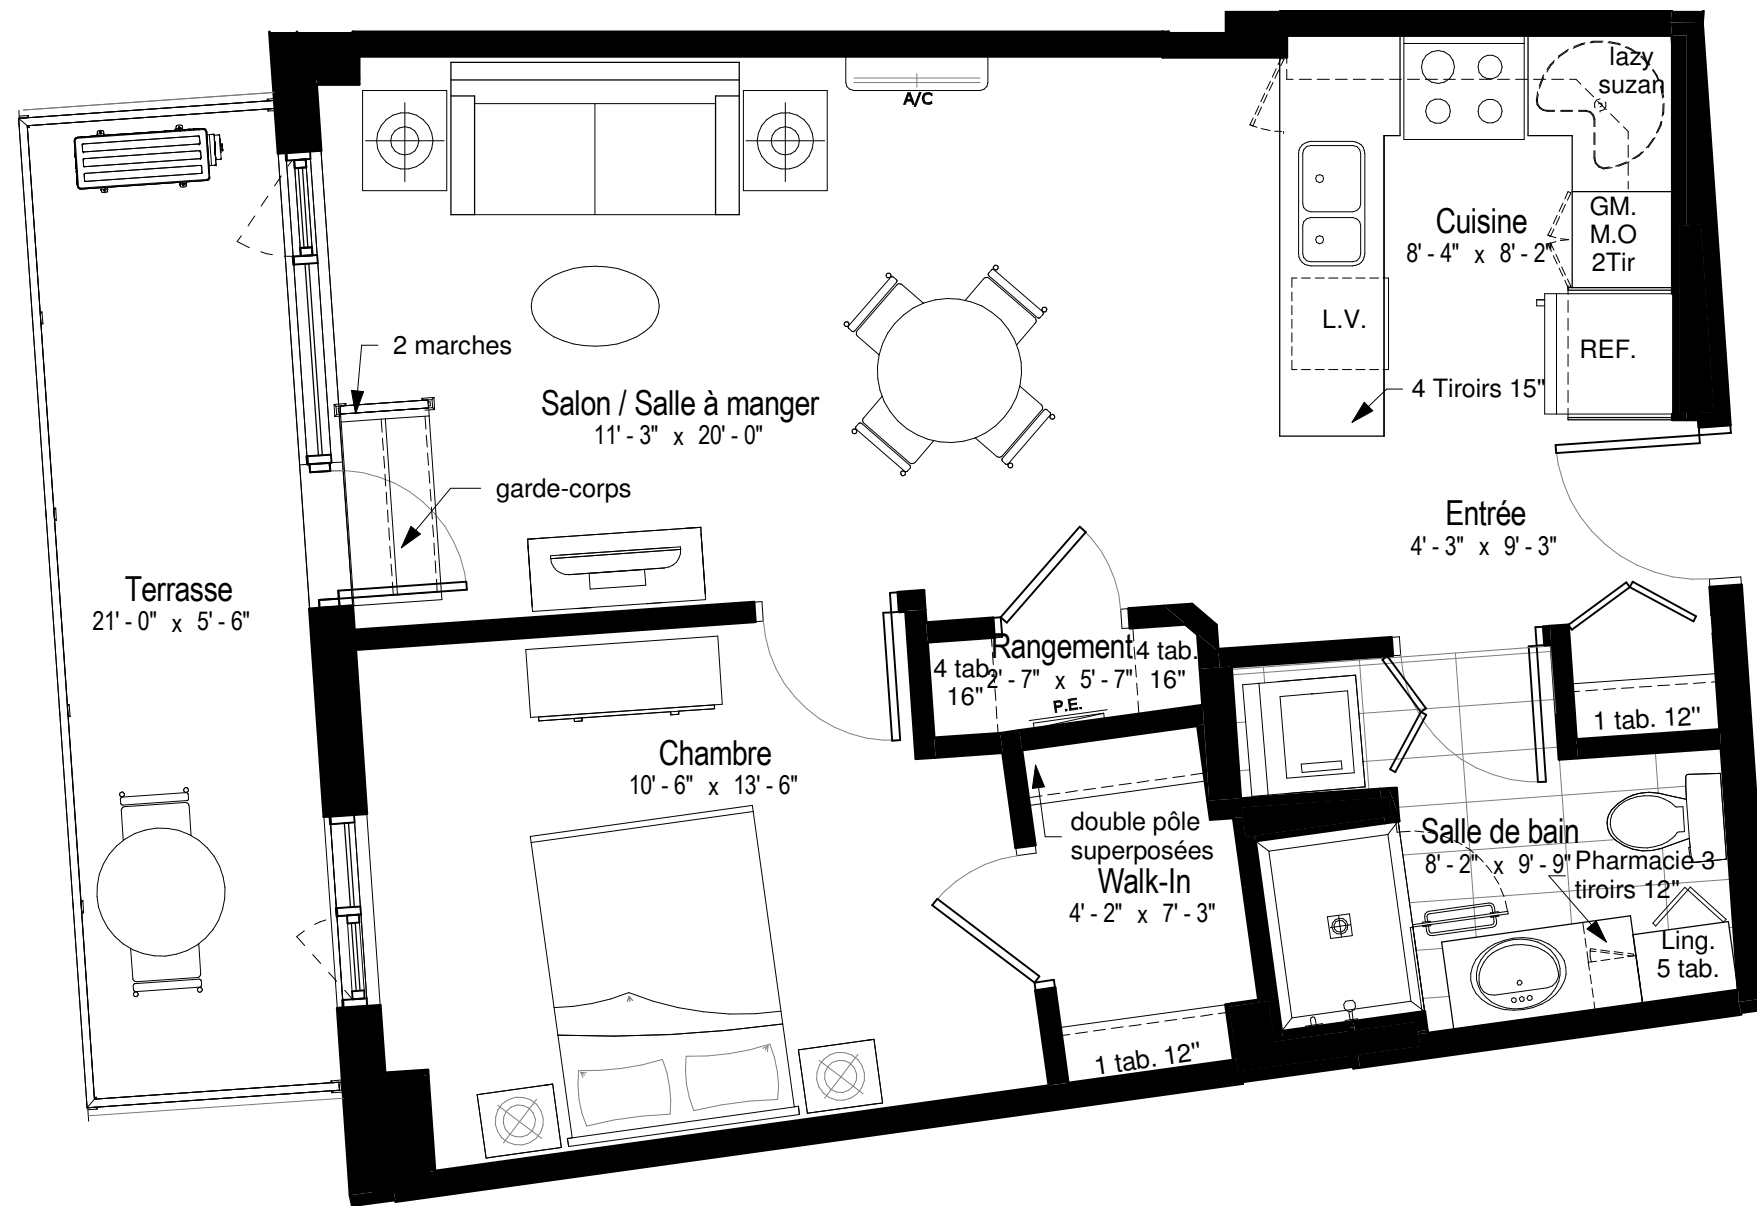 lazy
suzan
A/C
GM.
M.O
2Tir
Cuisine
8' - 4" x 8' - 2"
L.V.
REF.
2 marches
4 Tiroirs 15"
Salon / Salle à manger
11' - 3" x 20' - 0"
garde-corps
Entrée
4' - 3" x 9' - 3"
Terrasse
21' - 0" x 5' - 6"
Rangement
2' - 7" x 5' - 7"
4 tab.
16"
4 tab.
16"
P.E.
1 tab. 12"
Chambre
10' - 6" x 13' - 6"
double pôle
superposées
Walk-In
4' - 2" x 7' - 3"
Salle de bain
8' - 2" x 9' - 9"
Pharmacie 3
tiroirs 12"
Ling.
5 tab.
1 tab. 12"